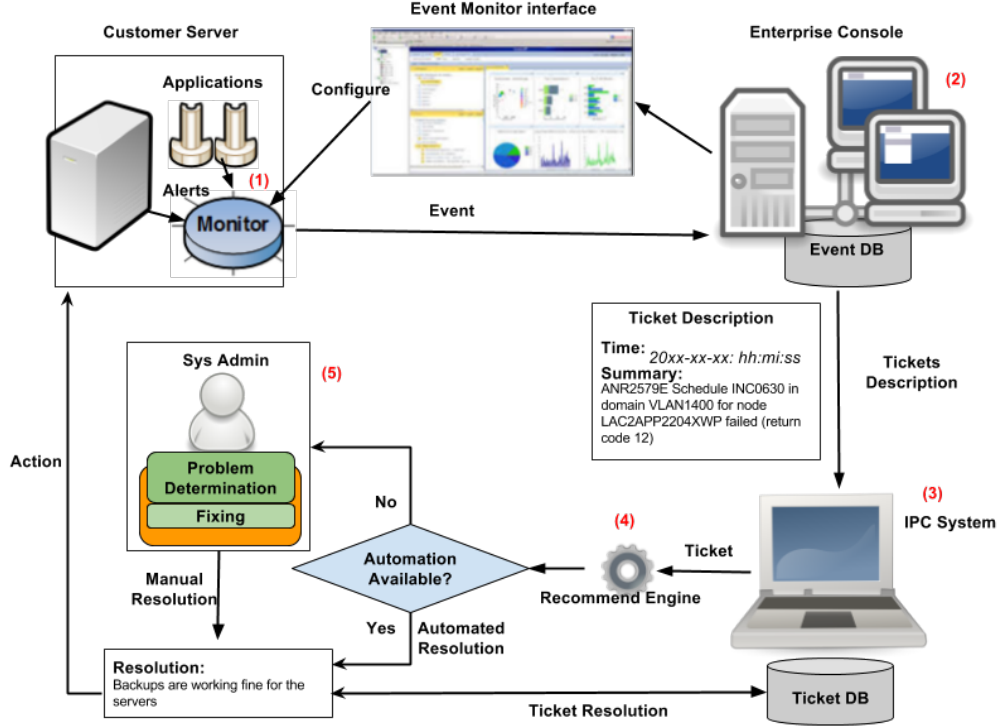 Customer Server
Event Monitor interface
Enterprise Console
Applications
Configure
(2)
Alerts
(1)
Monitor
Event
Event DB
Ticket Description
Time: 20xx-xx-xx: hh:mi:ss
Summary:
ANR2579E Schedule INC0630 in
domain VLAN1400 for node
LAC2APP2204XWP failed (return
code 12)
Tickets
Description
Sys Admin
(5)
Problem
Determination
Fixing
Action
No
(3)
IPC System
(4)
Ticket
Recommend Engine
Automation
Available?
Manual
Resolution
Yes
Automated
Resolution
Resolution:
Backups are working fine for the
servers
Ticket Resolution
Ticket DB